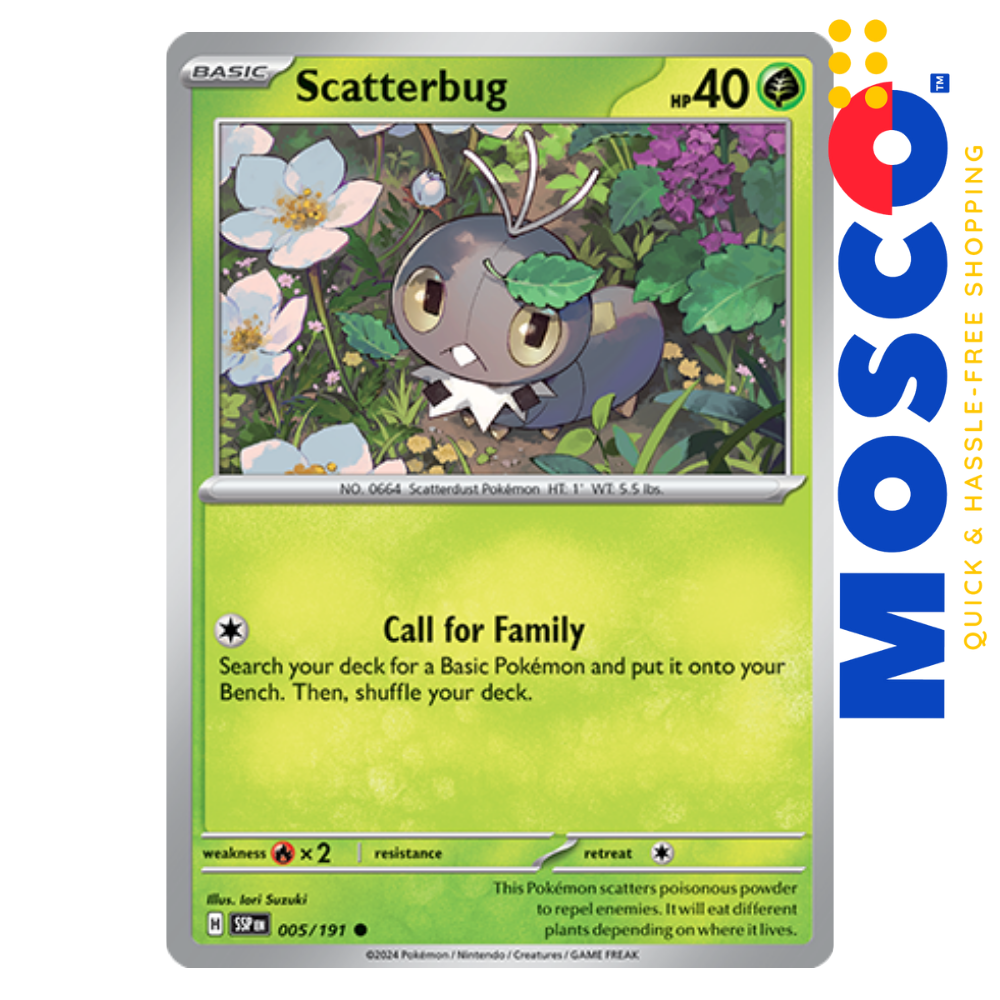 BASIC Scatterbug HP 40
NO. 0664 Scatterdust Pokémon HT: 1' WT: 5.5 lbs.
Call for Family
Search your deck for a Basic Pokémon and put it onto your
Bench. Then, shuffle your deck.
weakness ×2 resistance retreat
Illus. Iori Suzuki
H SSP EN 005/191
This Pokémon scatters poisonous powder
to repel enemies. It will eat different
plants depending on where it lives.
©2024 Pokémon / Nintendo / Creatures / GAME FREAK
MOSCO™
QUICK & HASSLE-FREE SHOPPING